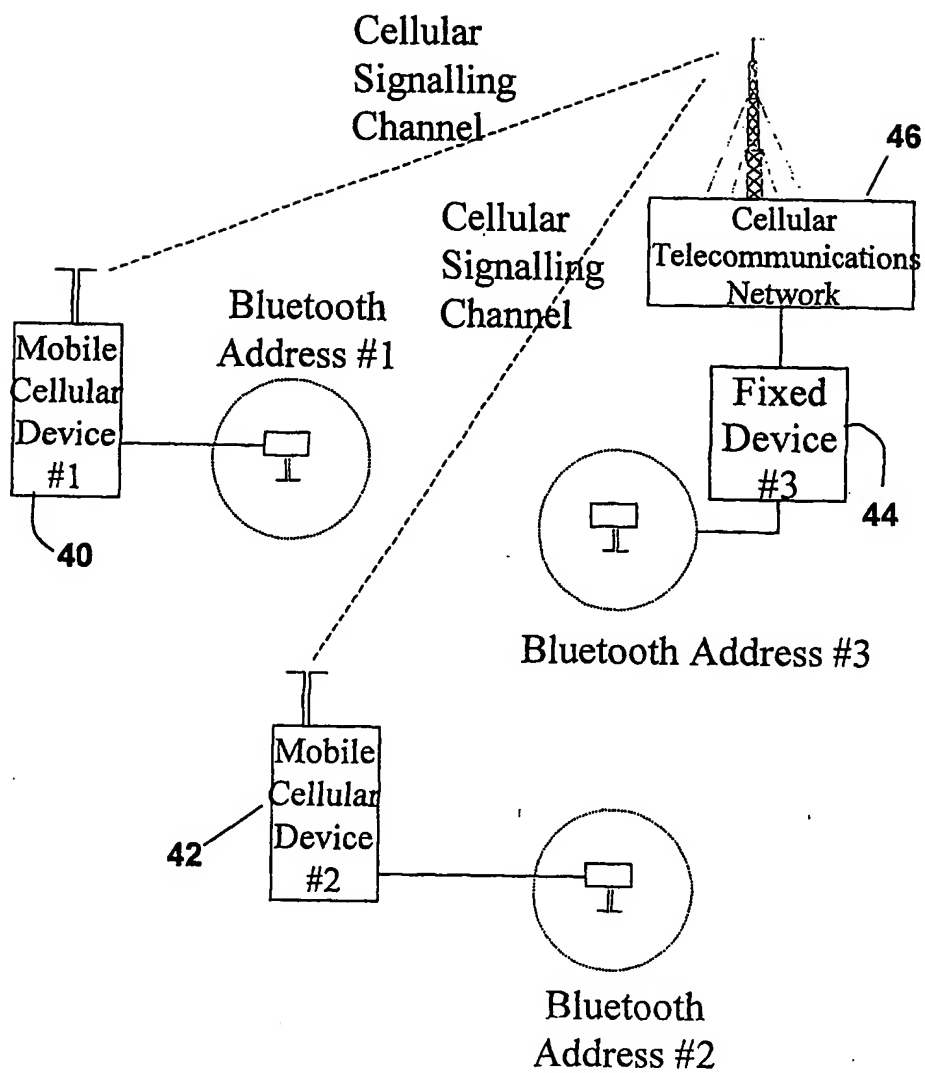 Cellular
Signalling
Channel
46
Cellular
Telecommunications
Network
Cellular
Signalling
Channel
Bluetooth
Address #1
Mobile
Cellular
Device
#1
40
Fixed
Device
#3
44
Bluetooth Address #3
Mobile
Cellular
Device
#2
42
Bluetooth
Address #2